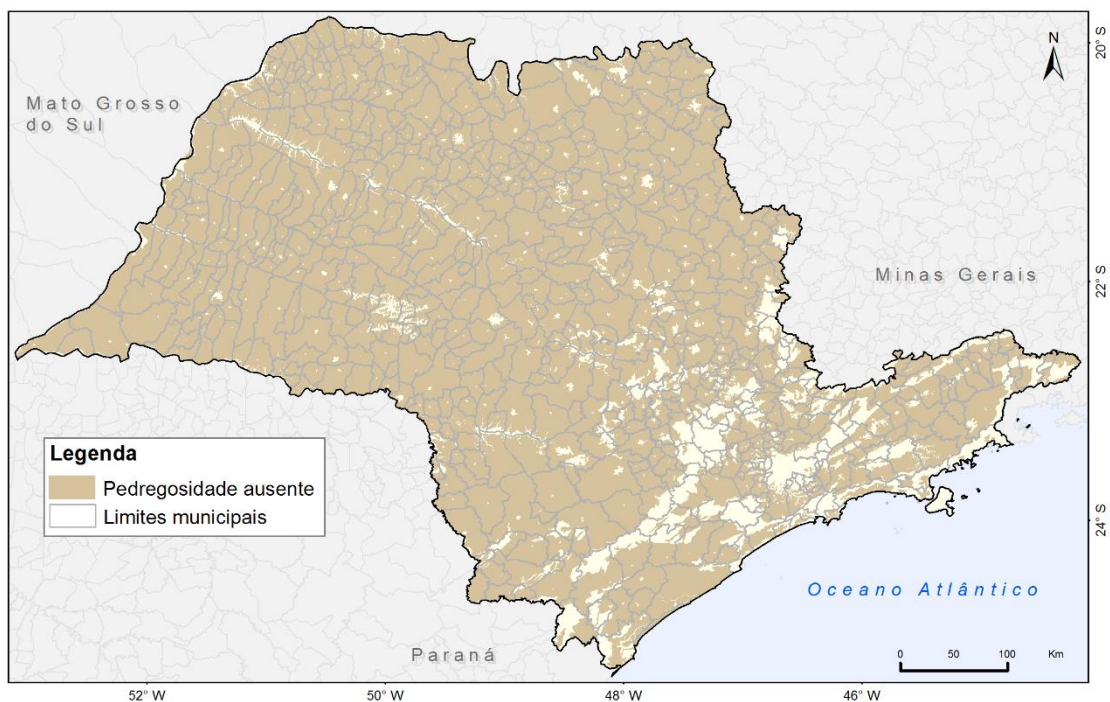 20° S
N
Mato Grosso
do Sul
Minas Gerais
22° S
Legenda
Pedregosidade ausente
Limites municipais
24° S
Oceano Atlântico
Paraná
0 50 100 Km
52° W 50° W 48° W 46° W